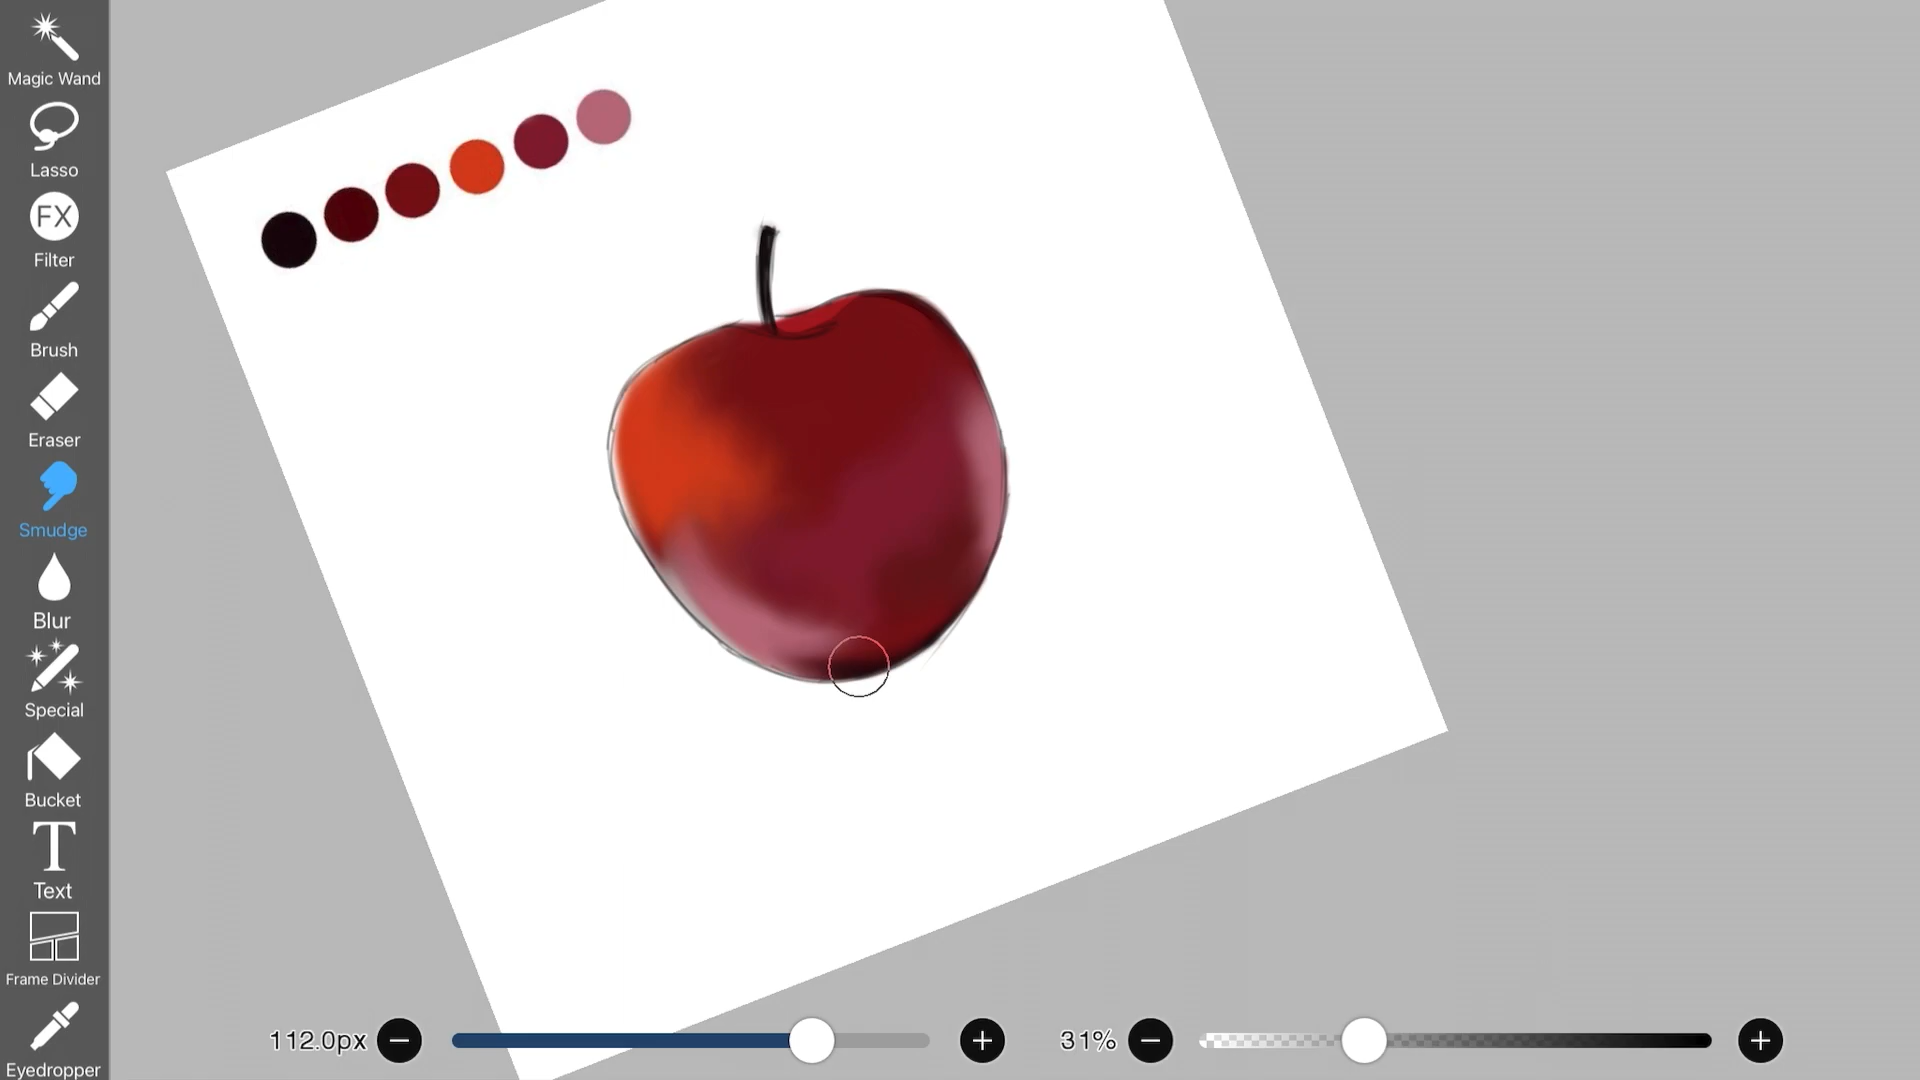 Magic Wand
Lasso
FX
Filter
Brush
Eraser
Smudge
Blur
Special
Bucket
T
Text
Frame Divider
Eyedropper
112.0px
31%